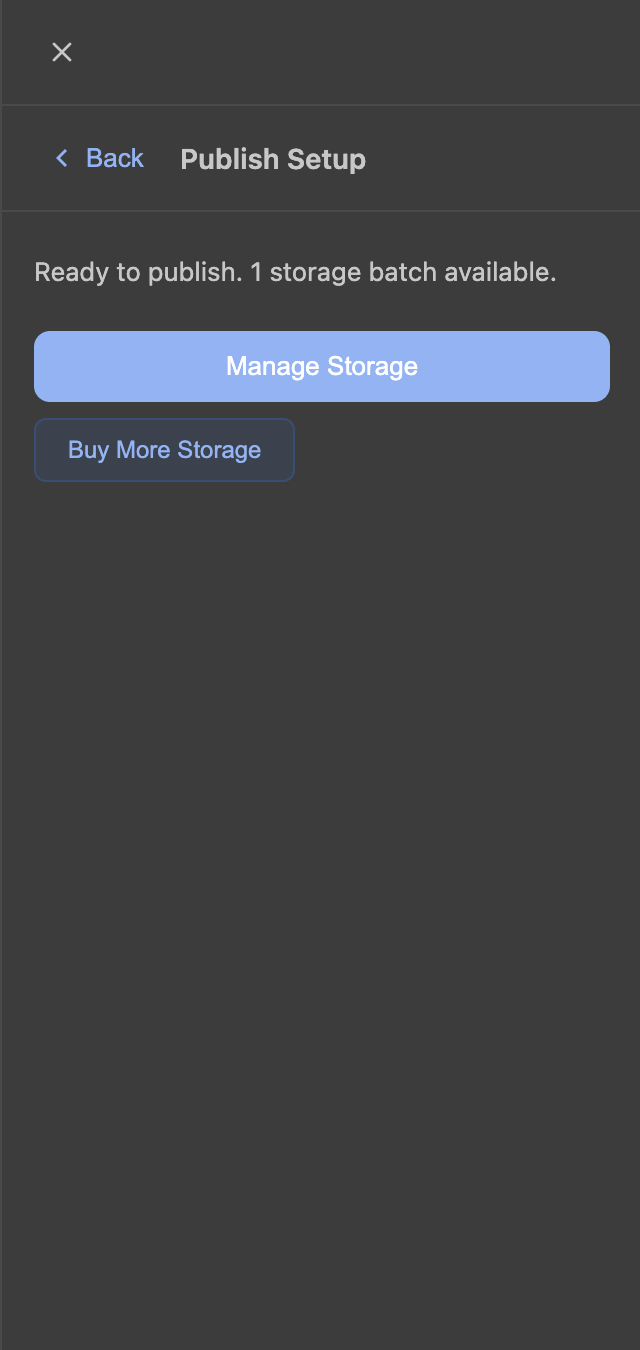 Back
Publish Setup
Ready to publish. 1 storage batch available.
Manage Storage
Buy More Storage